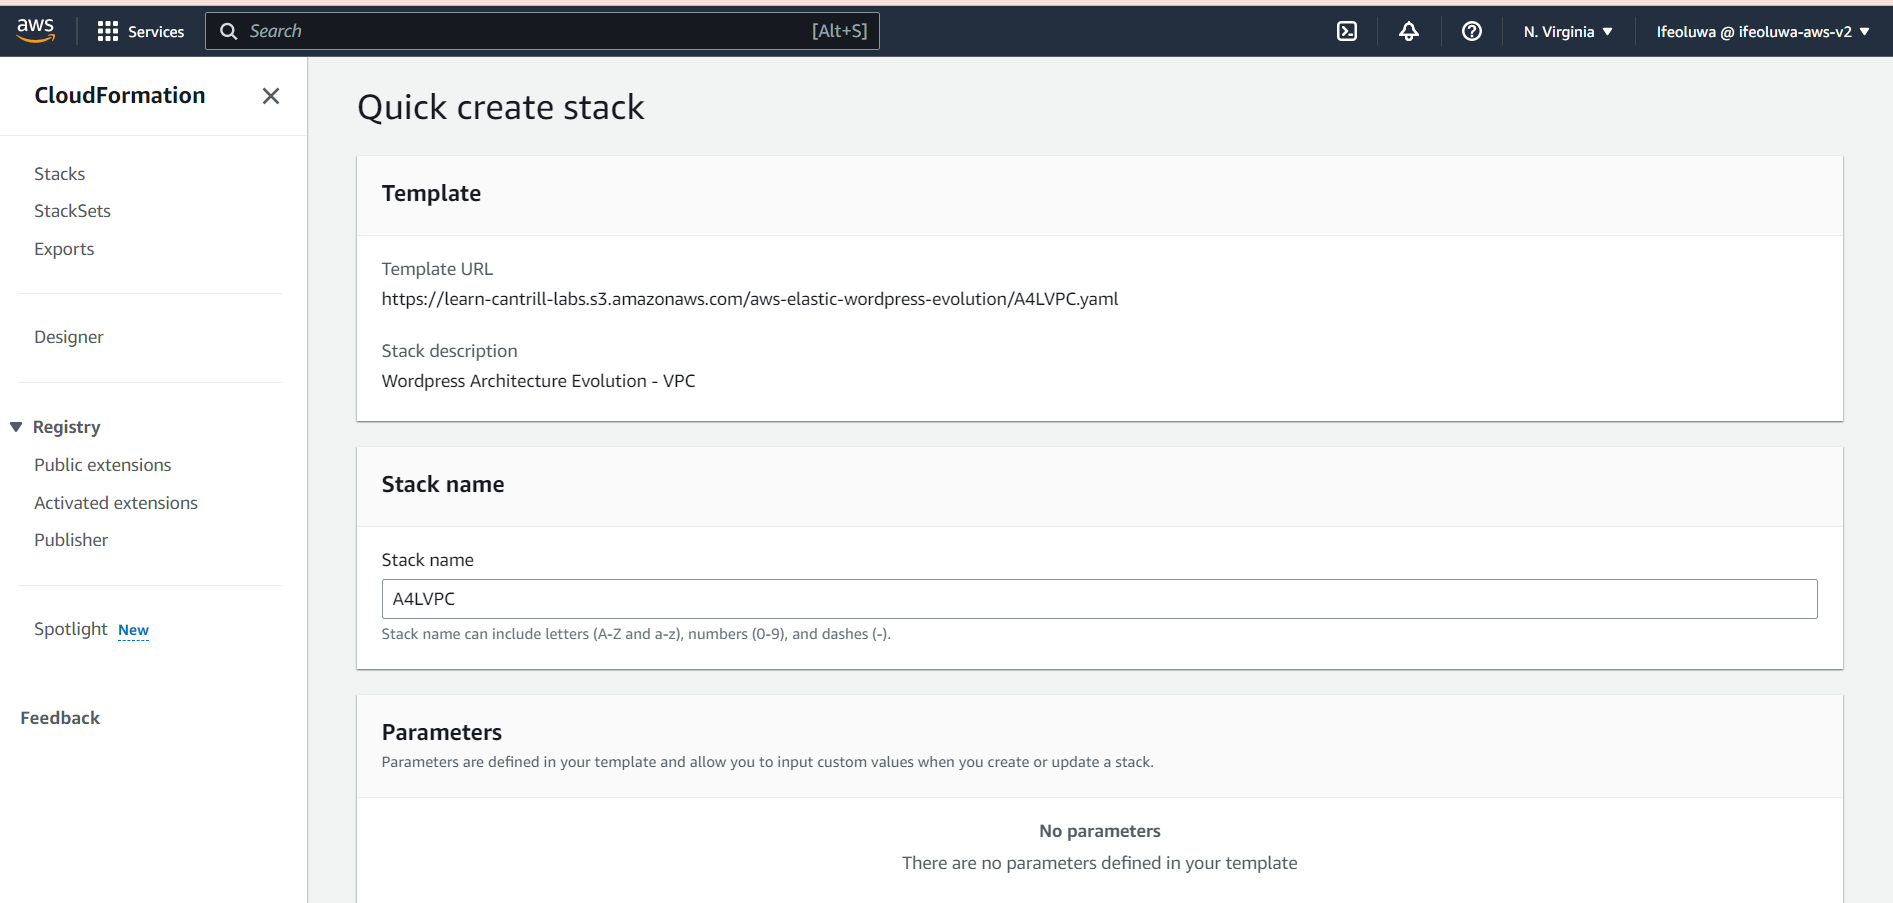 aws
Services
Search [Alt+S]
N. Virginia
Ifeoluwa @ ifeoluwa-aws-v2
CloudFormation
Stacks
StackSets
Exports
Designer
Registry
Public extensions
Activated extensions
Publisher
Spotlight New
Feedback
Quick create stack
Template
Template URL
https://learn-cantrill-labs.s3.amazonaws.com/aws-elastic-wordpress-evolution/A4LVPC.yaml
Stack description
Wordpress Architecture Evolution - VPC
Stack name
Stack name
A4LVPC
Stack name can include letters (A-Z and a-z), numbers (0-9), and dashes (-).
Parameters
Parameters are defined in your template and allow you to input custom values when you create or update a stack.
No parameters
There are no parameters defined in your template